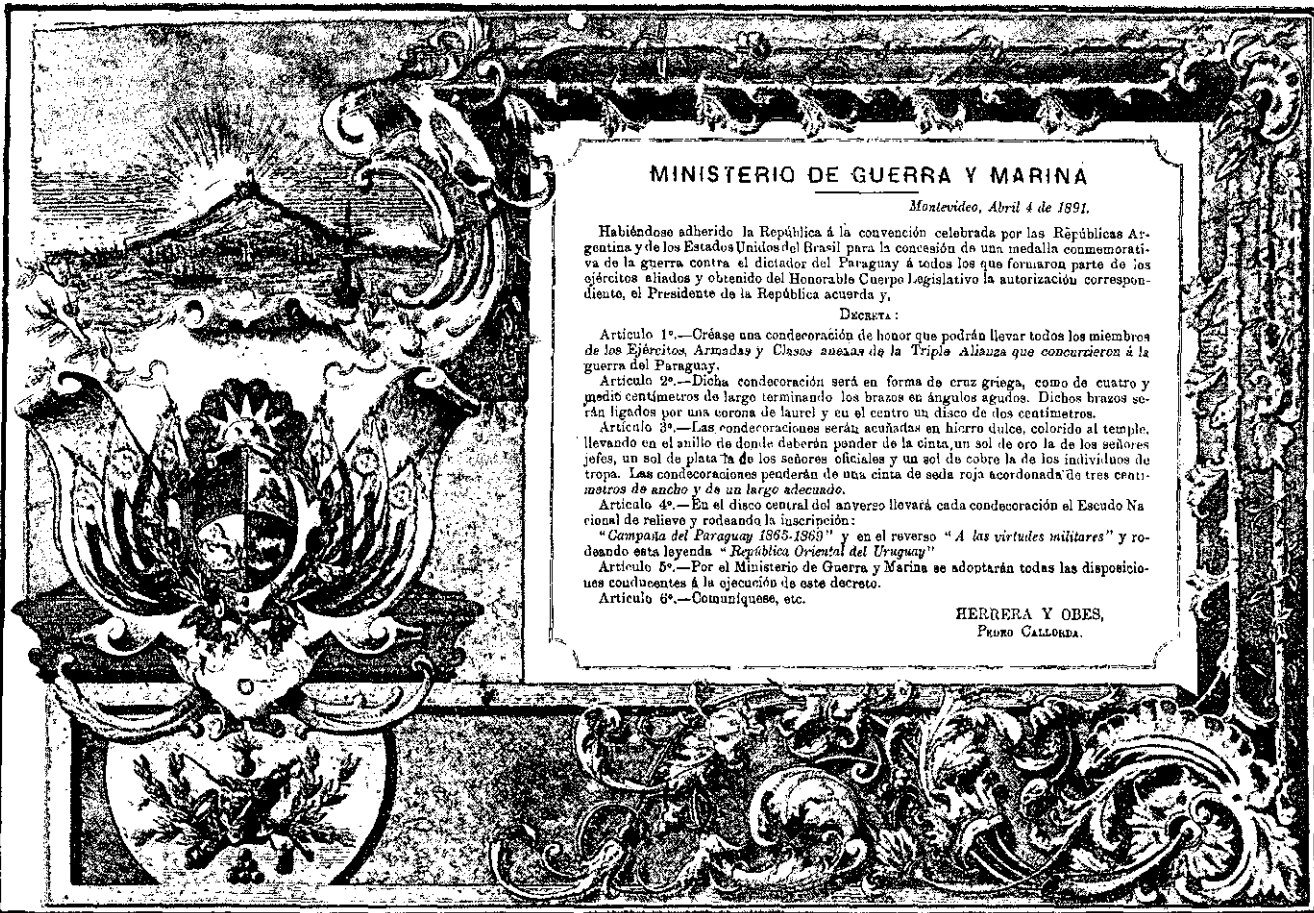 MINISTERIO DE GUERRA Y MARINA
Montevideo, Abril 4 de 1891.
Habiéndose adherido la República á la convención celebrada por las Repúblicas Ar-
gentina y de los Estados Unidos del Brasil para la concesión de una medalla conmemorati-
va de la guerra contra el dictador del Paraguay á todos los que formaron parte de los
ejércitos aliados y obtenido del Honorable Cuerpo Legislativo la autorización correspon-
diente, el Presidente de la República acuerda y,
DECRETA:
Artículo 1º.—Créase una condecoración de honor que podrán llevar todos los miembros
de los Ejércitos, Armadas y Clases anexas de la Triple Alianza que concurrieron á la
guerra del Paraguay.
Artículo 2º.—Dicha condecoración será en forma de cruz griega, como de cuatro y
medio centímetros de largo terminando los brazos en ángulos agudos. Dichos brazos se-
rán ligados por una corona de laurel y en el centro un disco de dos centímetros.
Artículo 3º.—Las condecoraciones serán acuñadas en hierro dulce, colorido al temple,
llevando en el anillo de donde deberán pender de la cinta un sol de oro la de los señores
jefes, un sol de plata la de los señores oficiales y un sol de cobre la de los individuos de
tropa. Las condecoraciones penderán de una cinta de seda roja acordonada de tres centí-
metros de ancho y de un largo adecuado.
Artículo 4º.—En el disco central del anverso llevará cada condecoración el Escudo Na
cional de relieve y rodeando la inscripción:
"Campaña del Paraguay 1865-1869" y en el reverso "A las virtudes militares" y ro-
deando esta leyenda "República Oriental del Uruguay"
Artículo 5º.—Por el Ministerio de Guerra y Marina se adoptarán todas las disposicio-
nes conducentes á la ejecución de este decreto.
Artículo 6º.—Comuníquese, etc.
HERRERA Y OBES,
PEDRO CALLORDA.